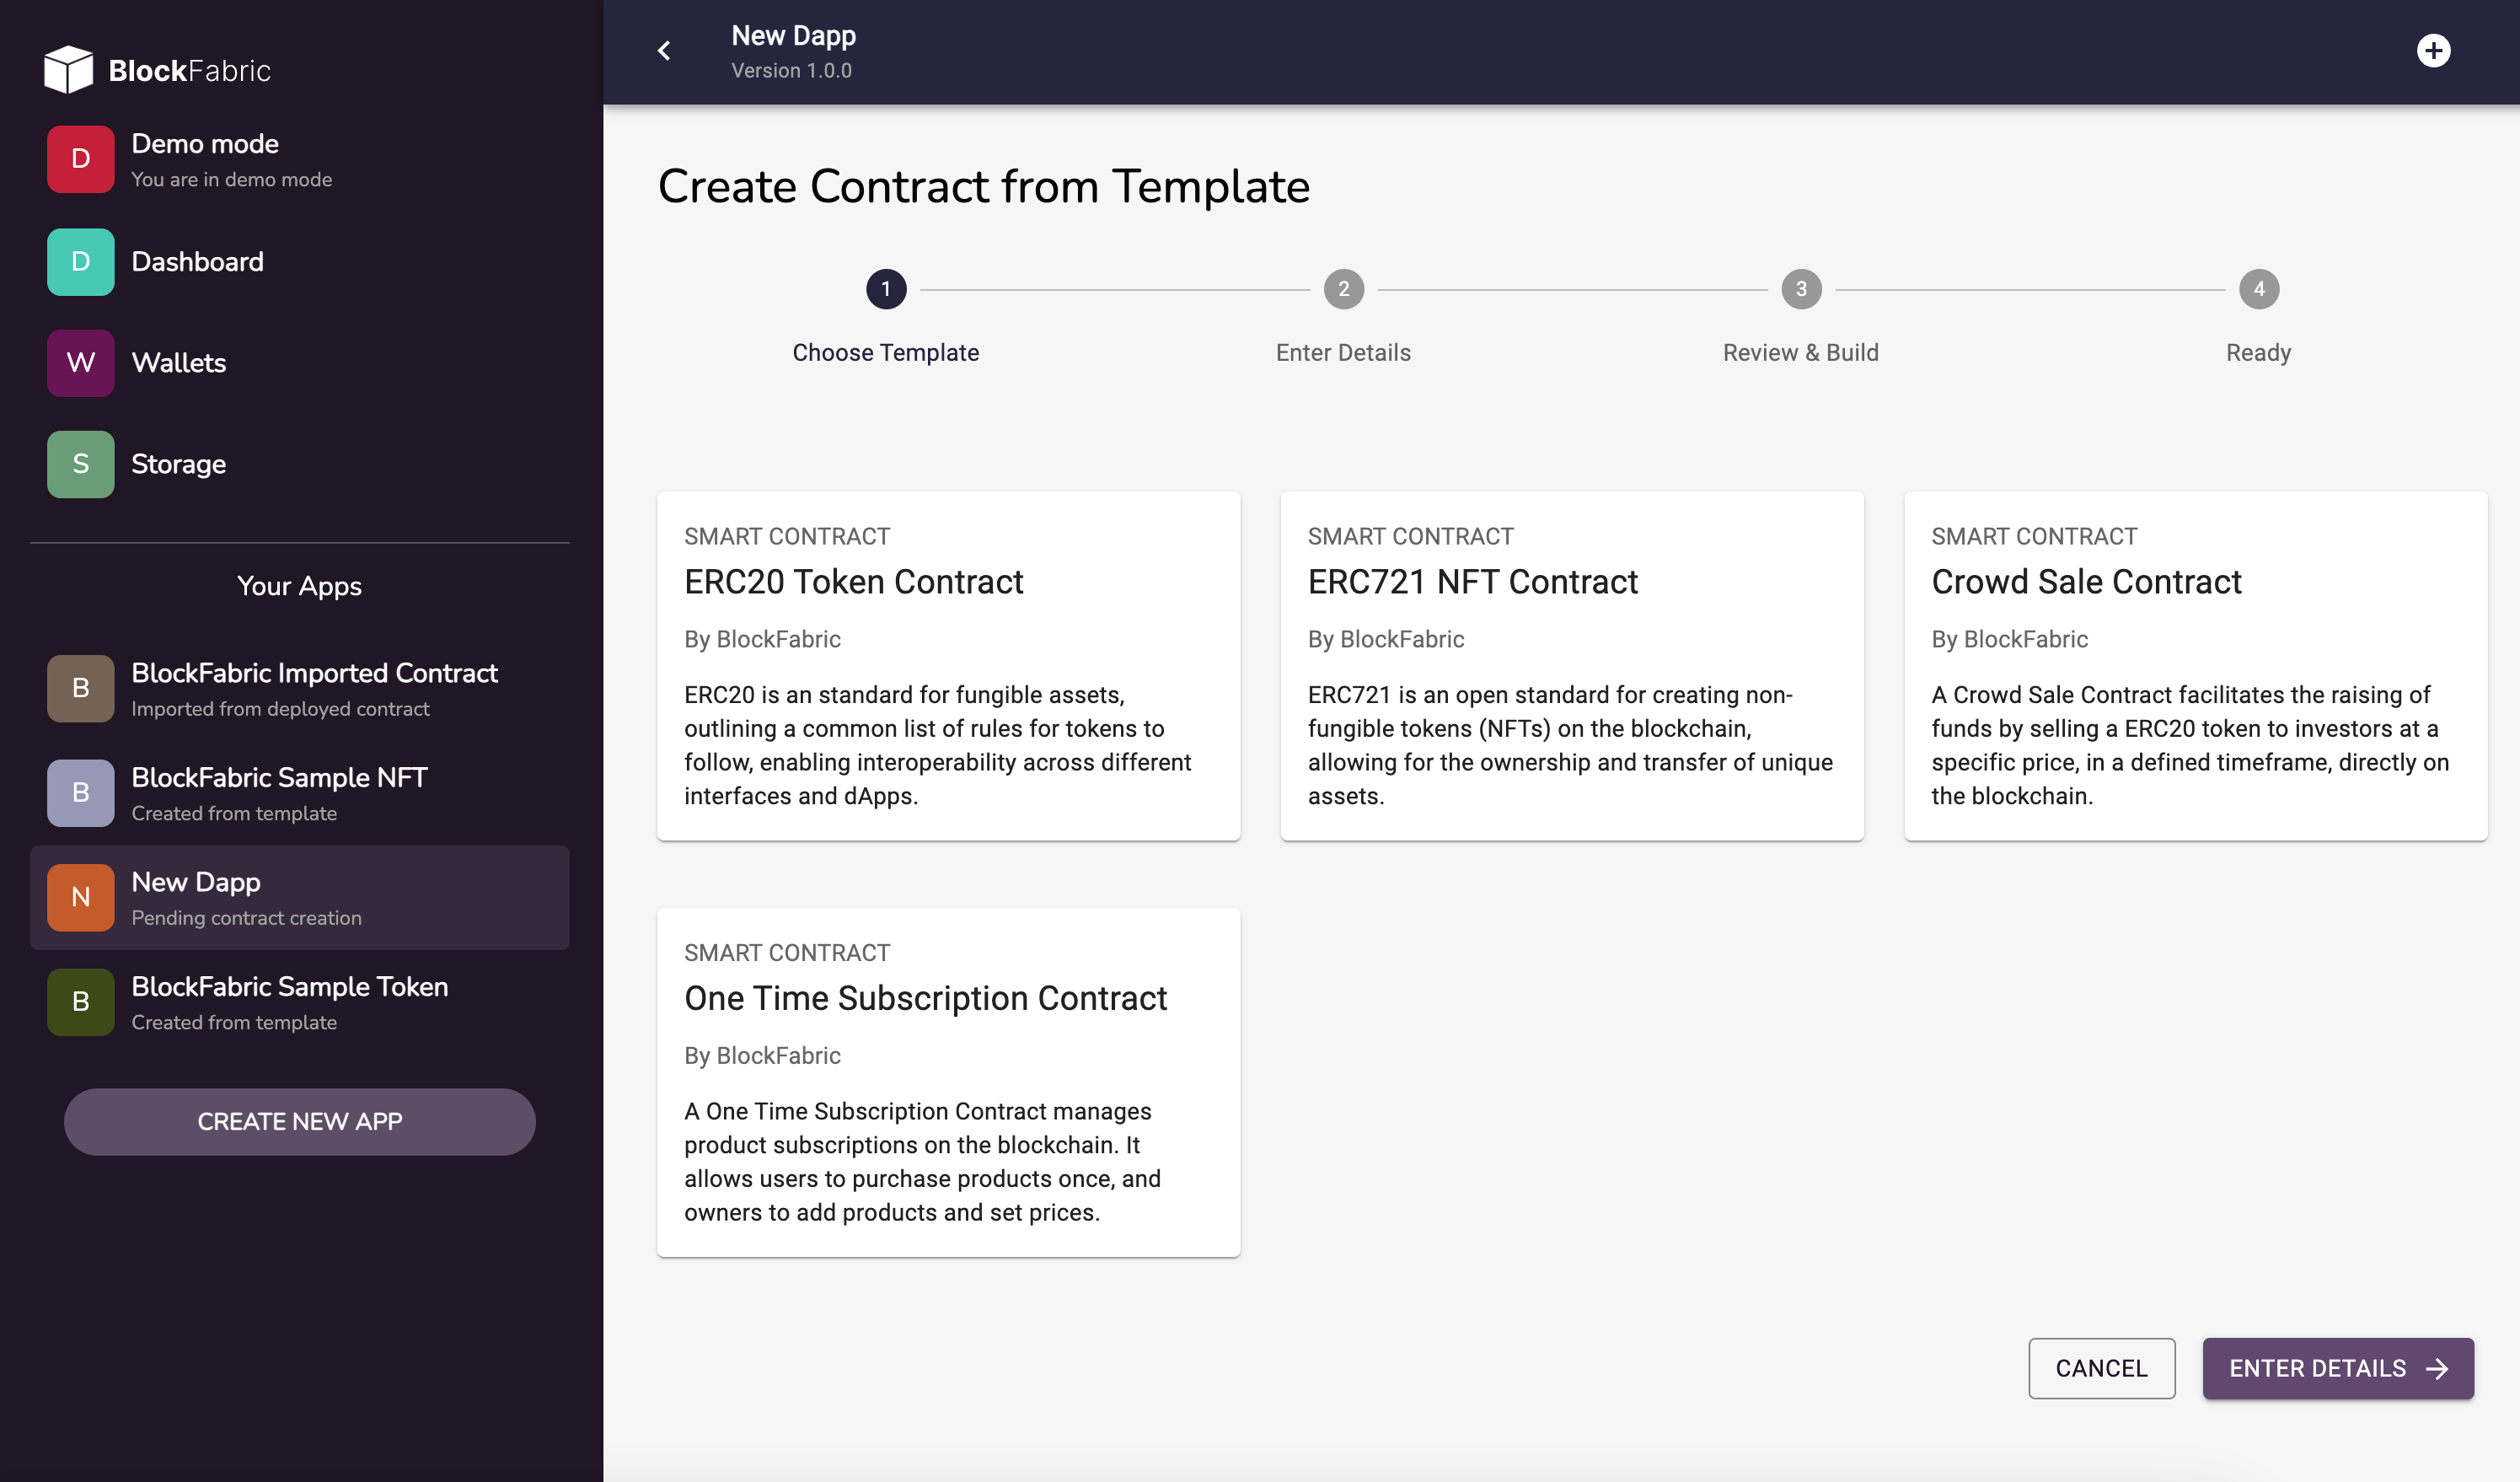 BlockFabric
D
Demo mode
You are in demo mode
D
Dashboard
W
Wallets
S
Storage
Your Apps
B
BlockFabric Imported Contract
Imported from deployed contract
B
BlockFabric Sample NFT
Created from template
N
New Dapp
Pending contract creation
B
BlockFabric Sample Token
Created from template
CREATE NEW APP
New Dapp
Version 1.0.0
Create Contract from Template
1
Choose Template
2
Enter Details
3
Review & Build
4
Ready
SMART CONTRACT
ERC20 Token Contract
By BlockFabric
ERC20 is an standard for fungible assets,
outlining a common list of rules for tokens to
follow, enabling interoperability across different
interfaces and dApps.
SMART CONTRACT
ERC721 NFT Contract
By BlockFabric
ERC721 is an open standard for creating non-
fungible tokens (NFTs) on the blockchain,
allowing for the ownership and transfer of unique
assets.
SMART CONTRACT
Crowd Sale Contract
By BlockFabric
A Crowd Sale Contract facilitates the raising of
funds by selling a ERC20 token to investors at a
specific price, in a defined timeframe, directly on
the blockchain.
SMART CONTRACT
One Time Subscription Contract
By BlockFabric
A One Time Subscription Contract manages
product subscriptions on the blockchain. It
allows users to purchase products once, and
owners to add products and set prices.
CANCEL
ENTER DETAILS